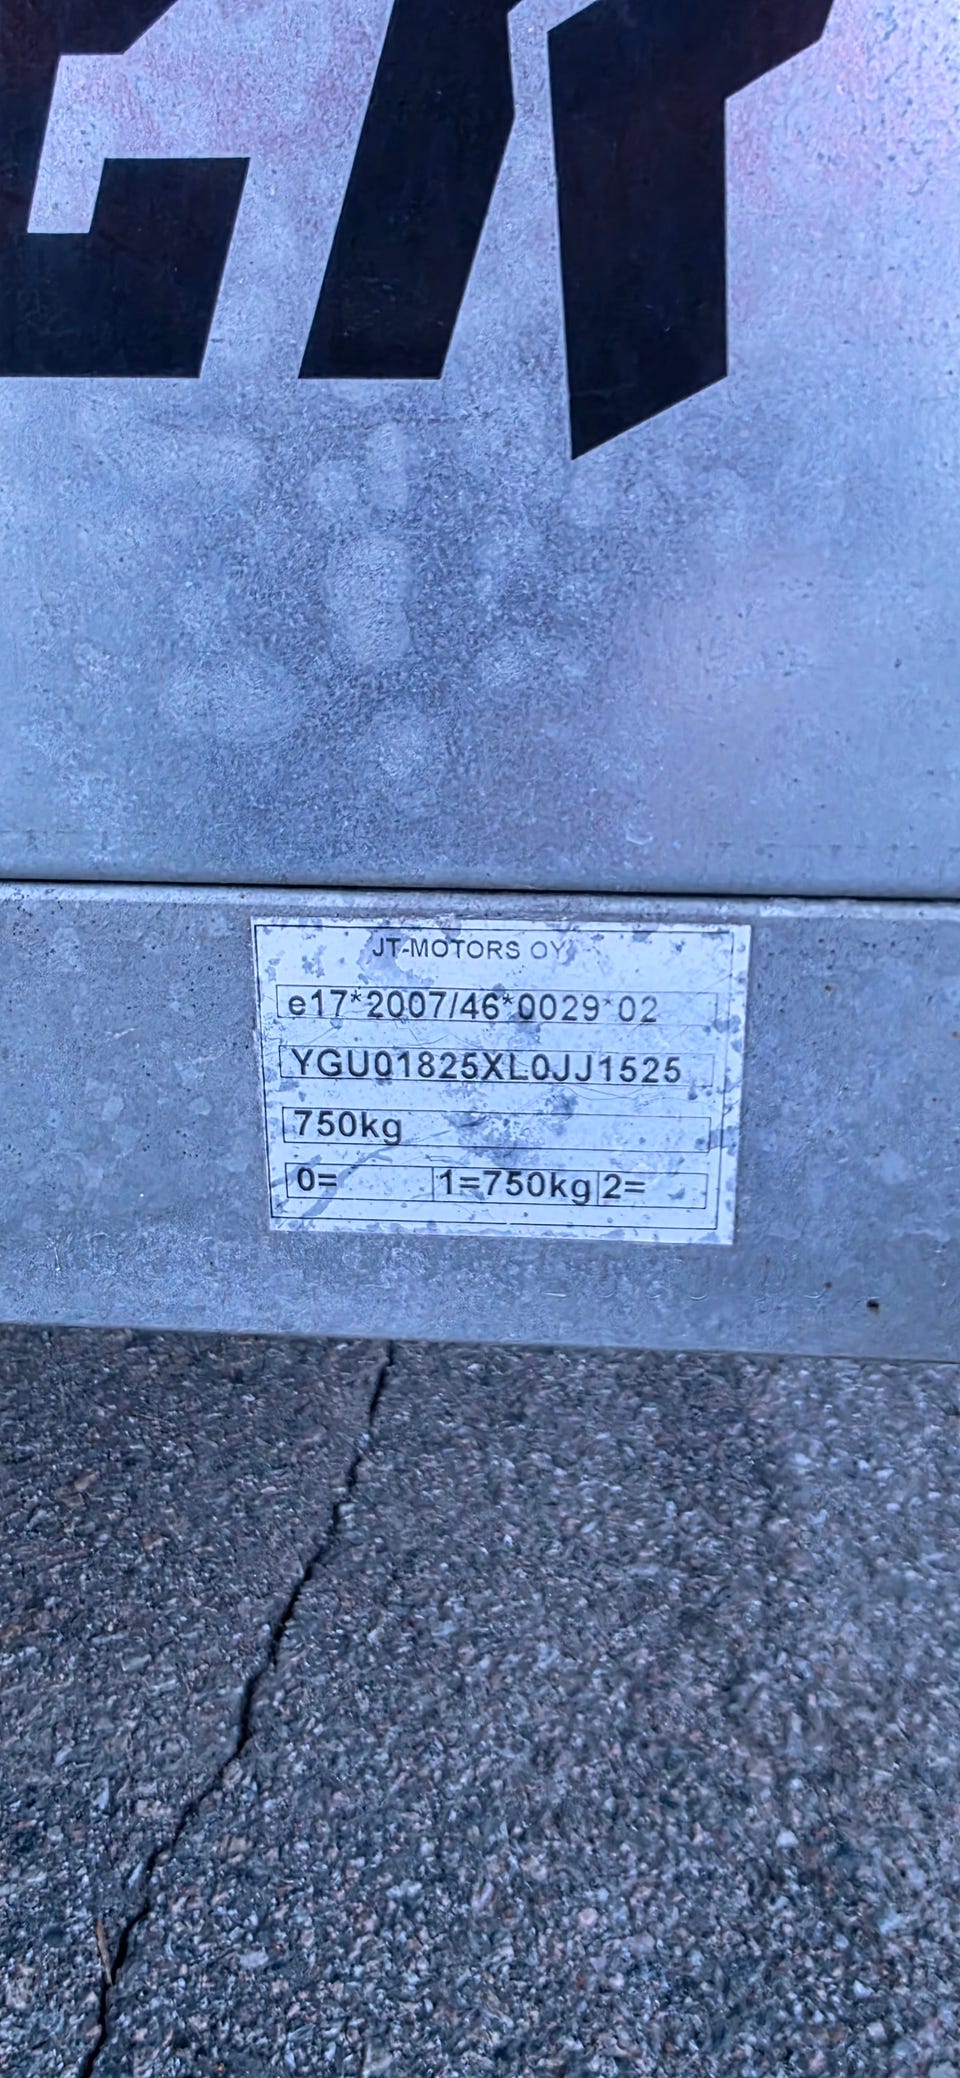 JT-MOTORS OY
e17*2007/46*0029*02
YGU01825XL0JJ1525
750kg
0= 1=750kg 2=